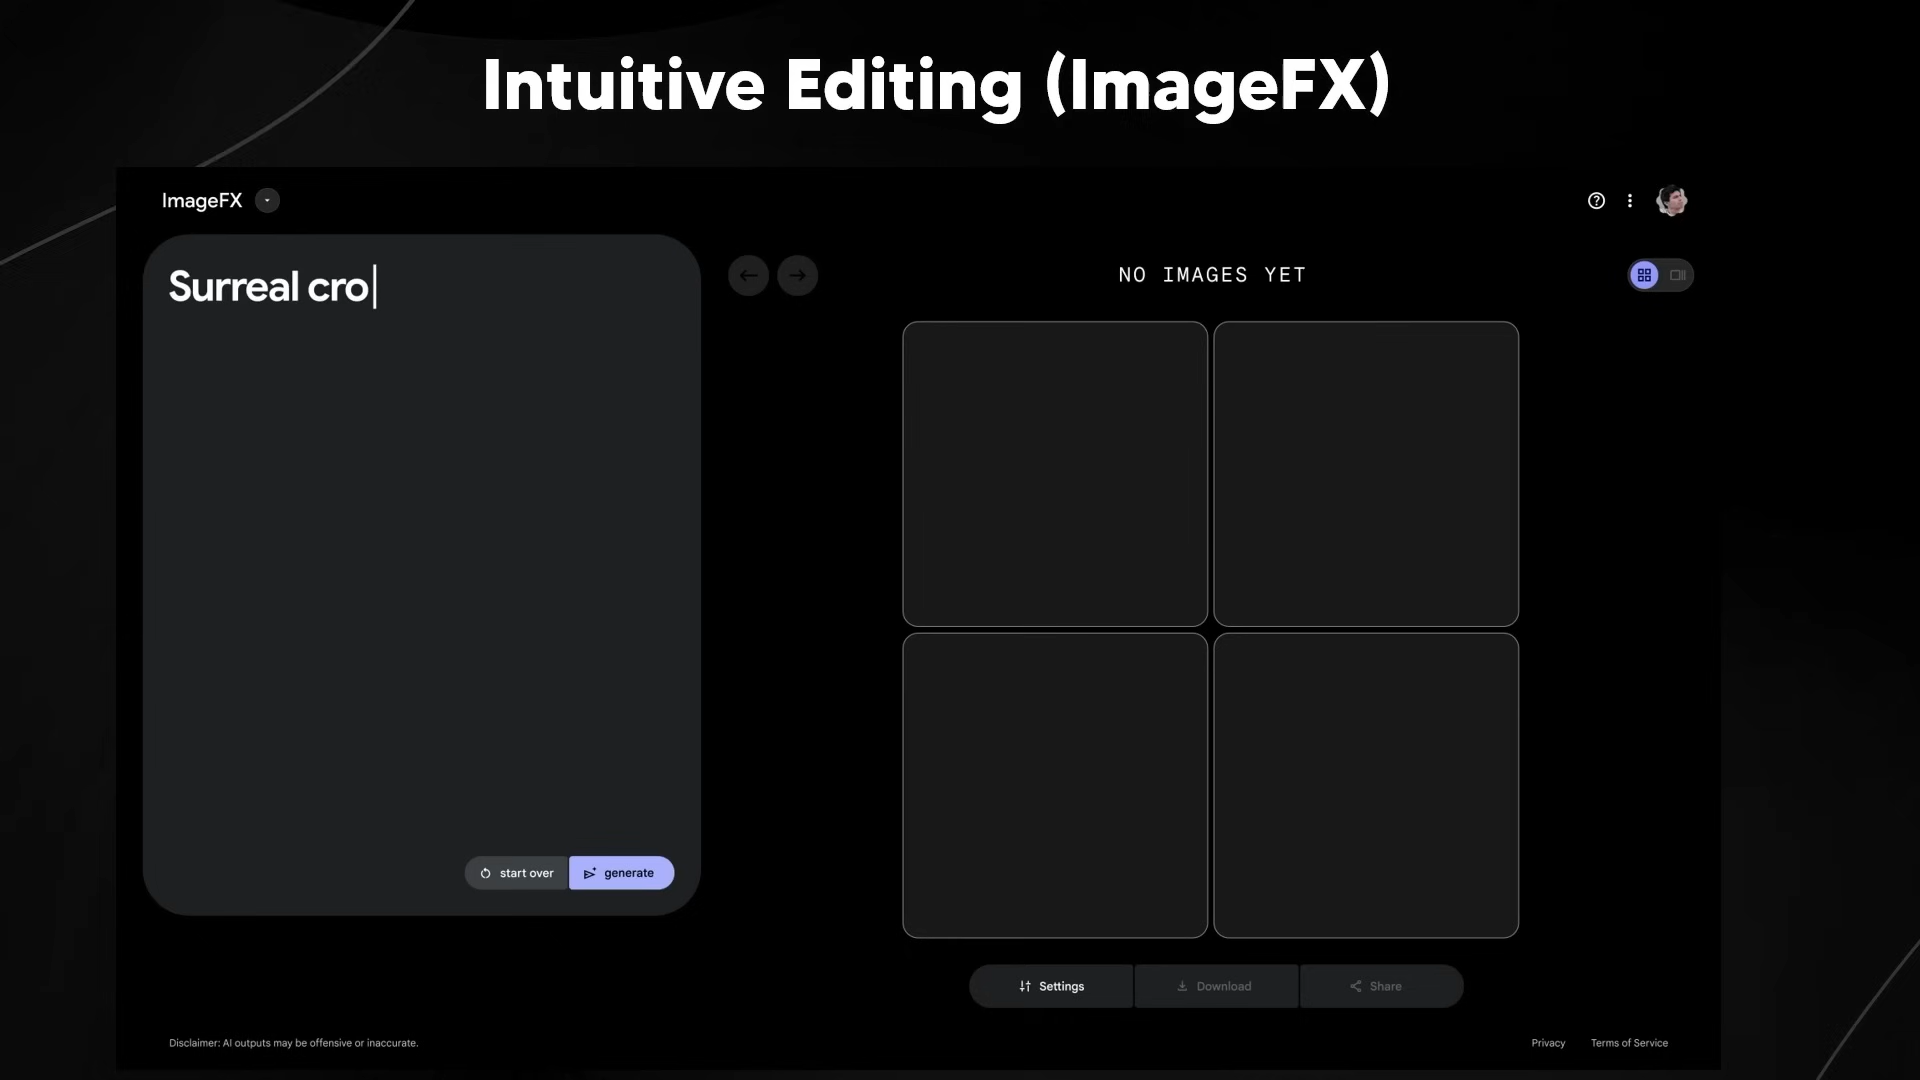 Intuitive Editing (ImageFX)
ImageFX
Surreal cro
NO IMAGES YET
start over
generate
Settings
Download
Share
Disclaimer: AI outputs may be offensive or inaccurate.
Privacy
Terms of Service